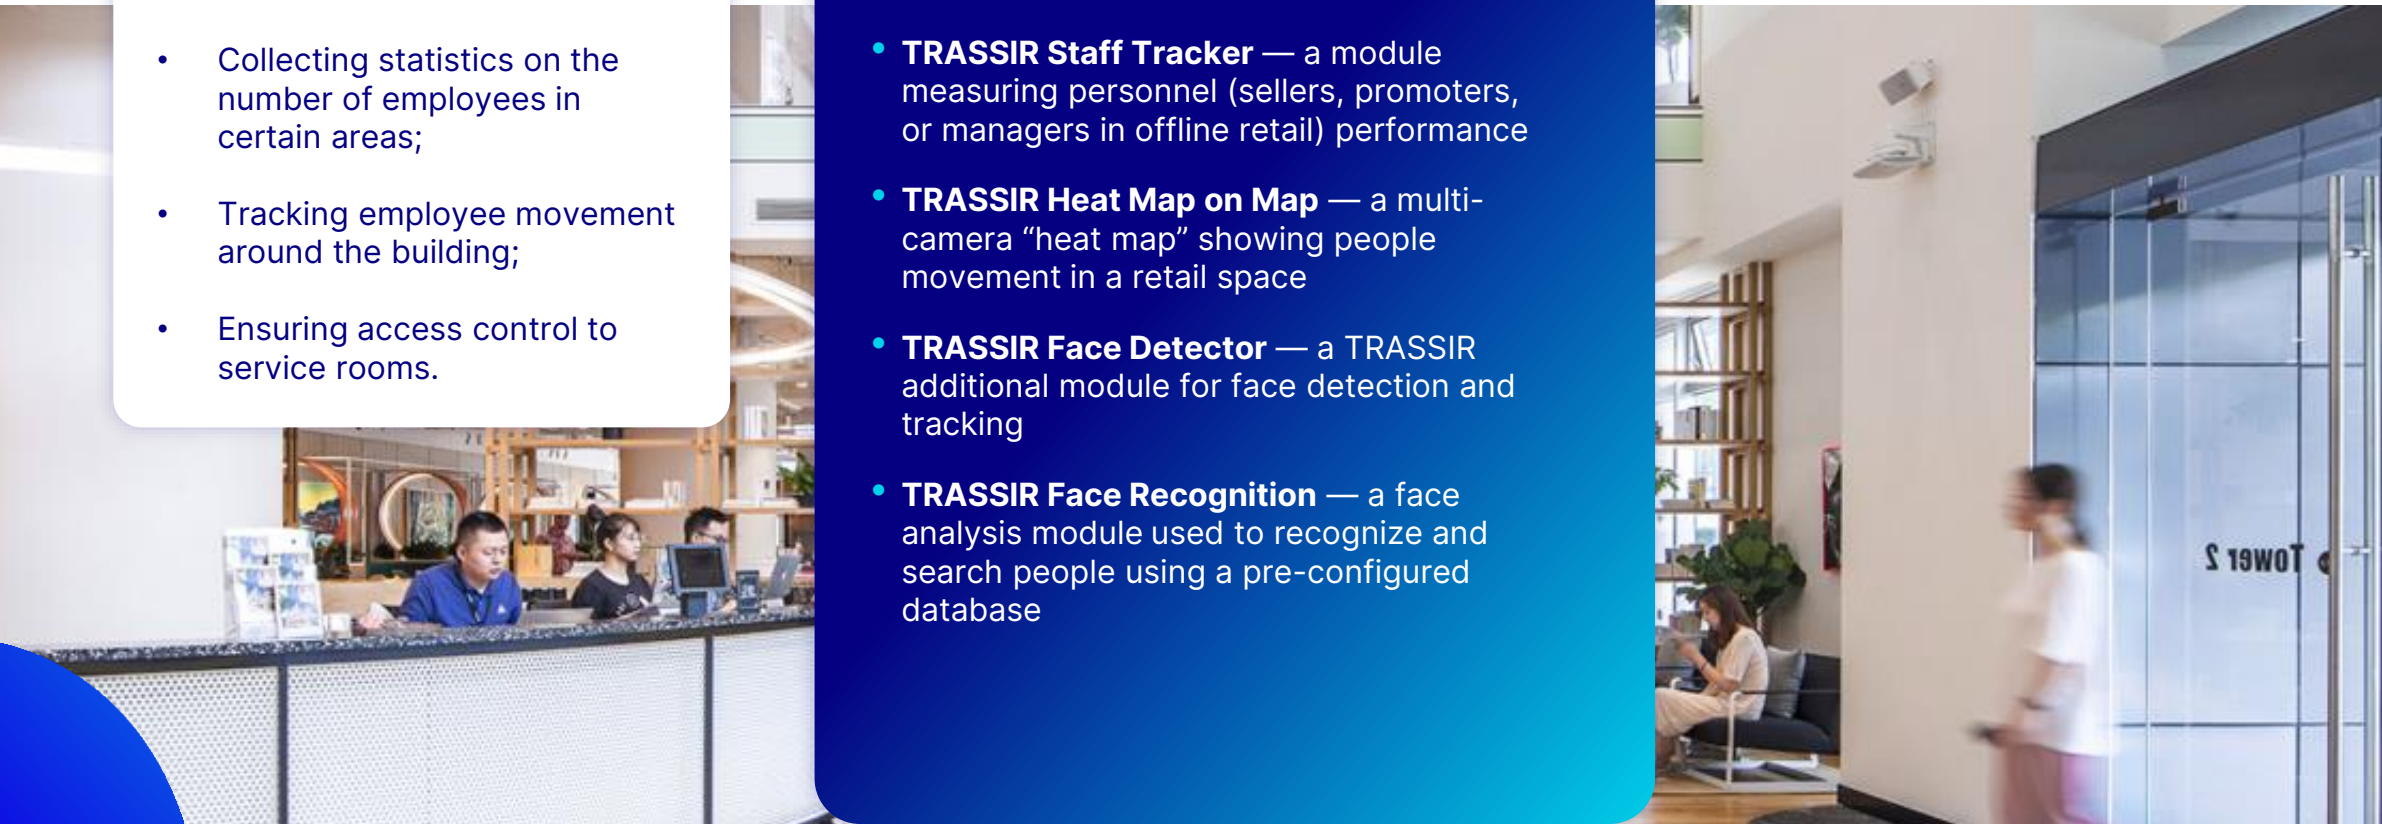 • Collecting statistics on the
number of employees in
certain areas;
• Tracking employee movement
around the building;
• Ensuring access control to
service rooms.
• TRASSIR Staff Tracker — a module
measuring personnel (sellers, promoters,
or managers in offline retail) performance
• TRASSIR Heat Map on Map — a multi-
camera “heat map” showing people
movement in a retail space
• TRASSIR Face Detector — a TRASSIR
additional module for face detection and
tracking
• TRASSIR Face Recognition — a face
analysis module used to recognize and
search people using a pre-configured
database
Tower 2